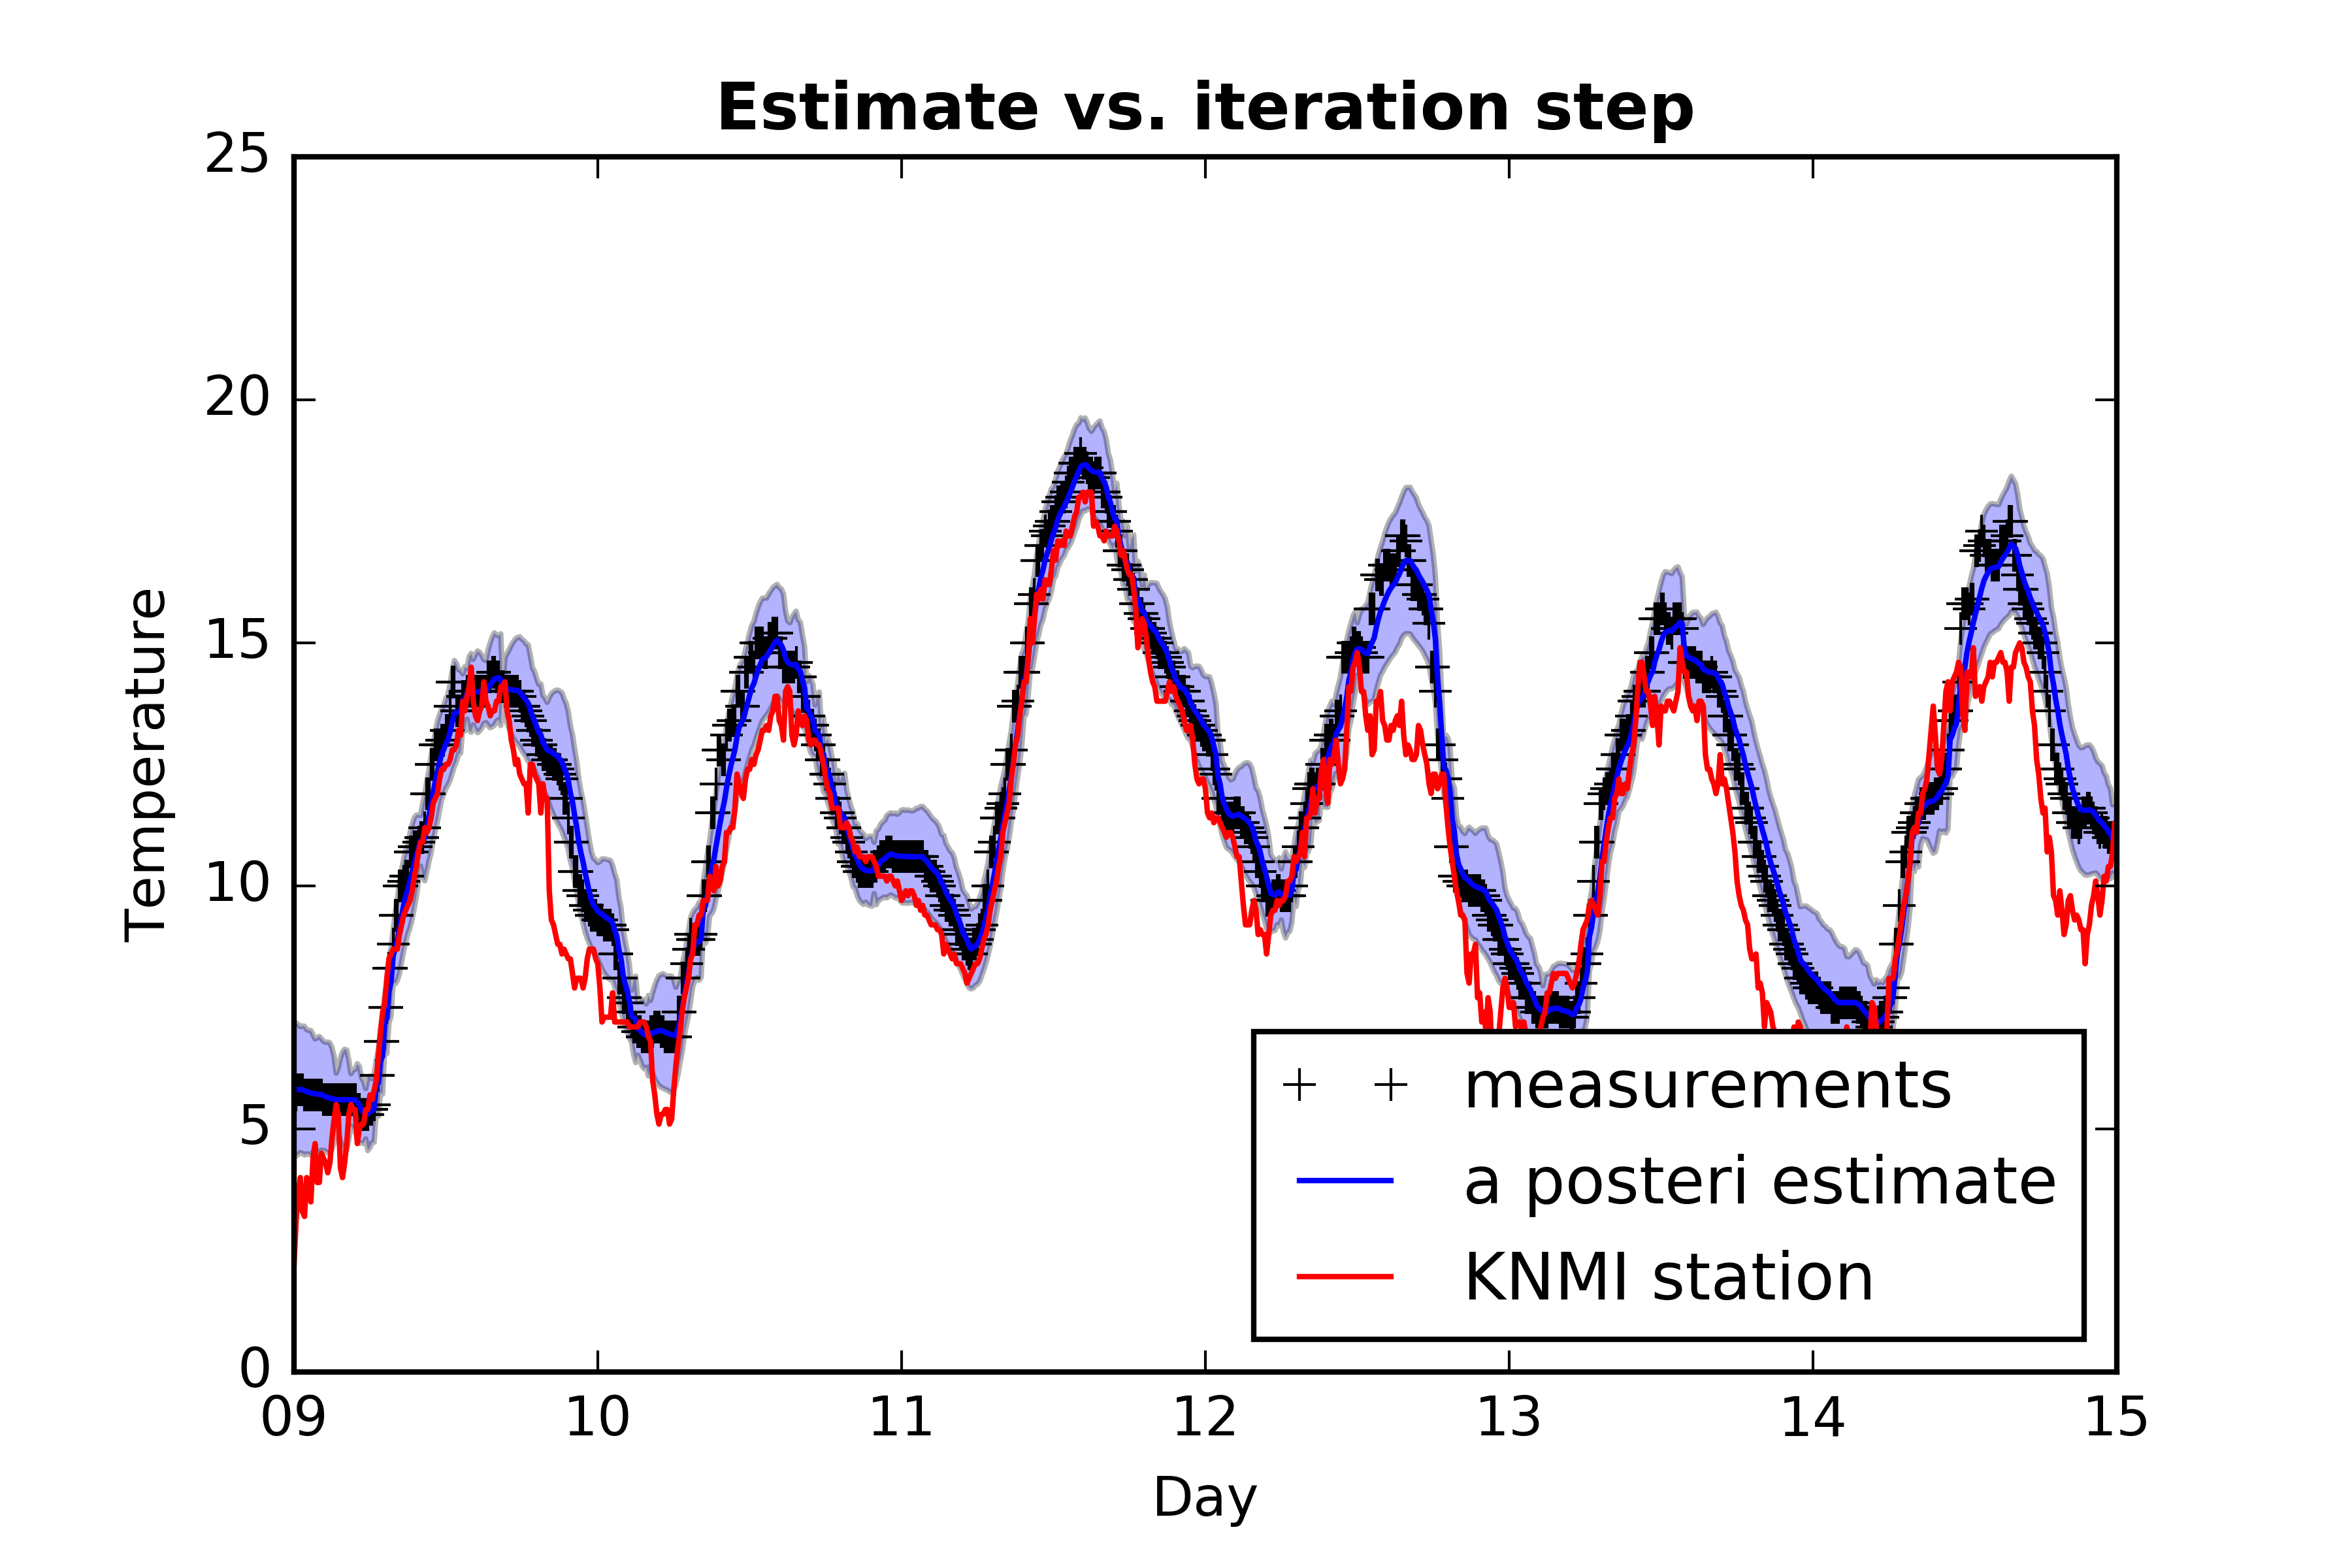 Estimate vs. iteration step
25
20
15
10
5
0
Temperature
09 10 11 12 13 14 15
Day
measurements
a posteri estimate
KNMI station